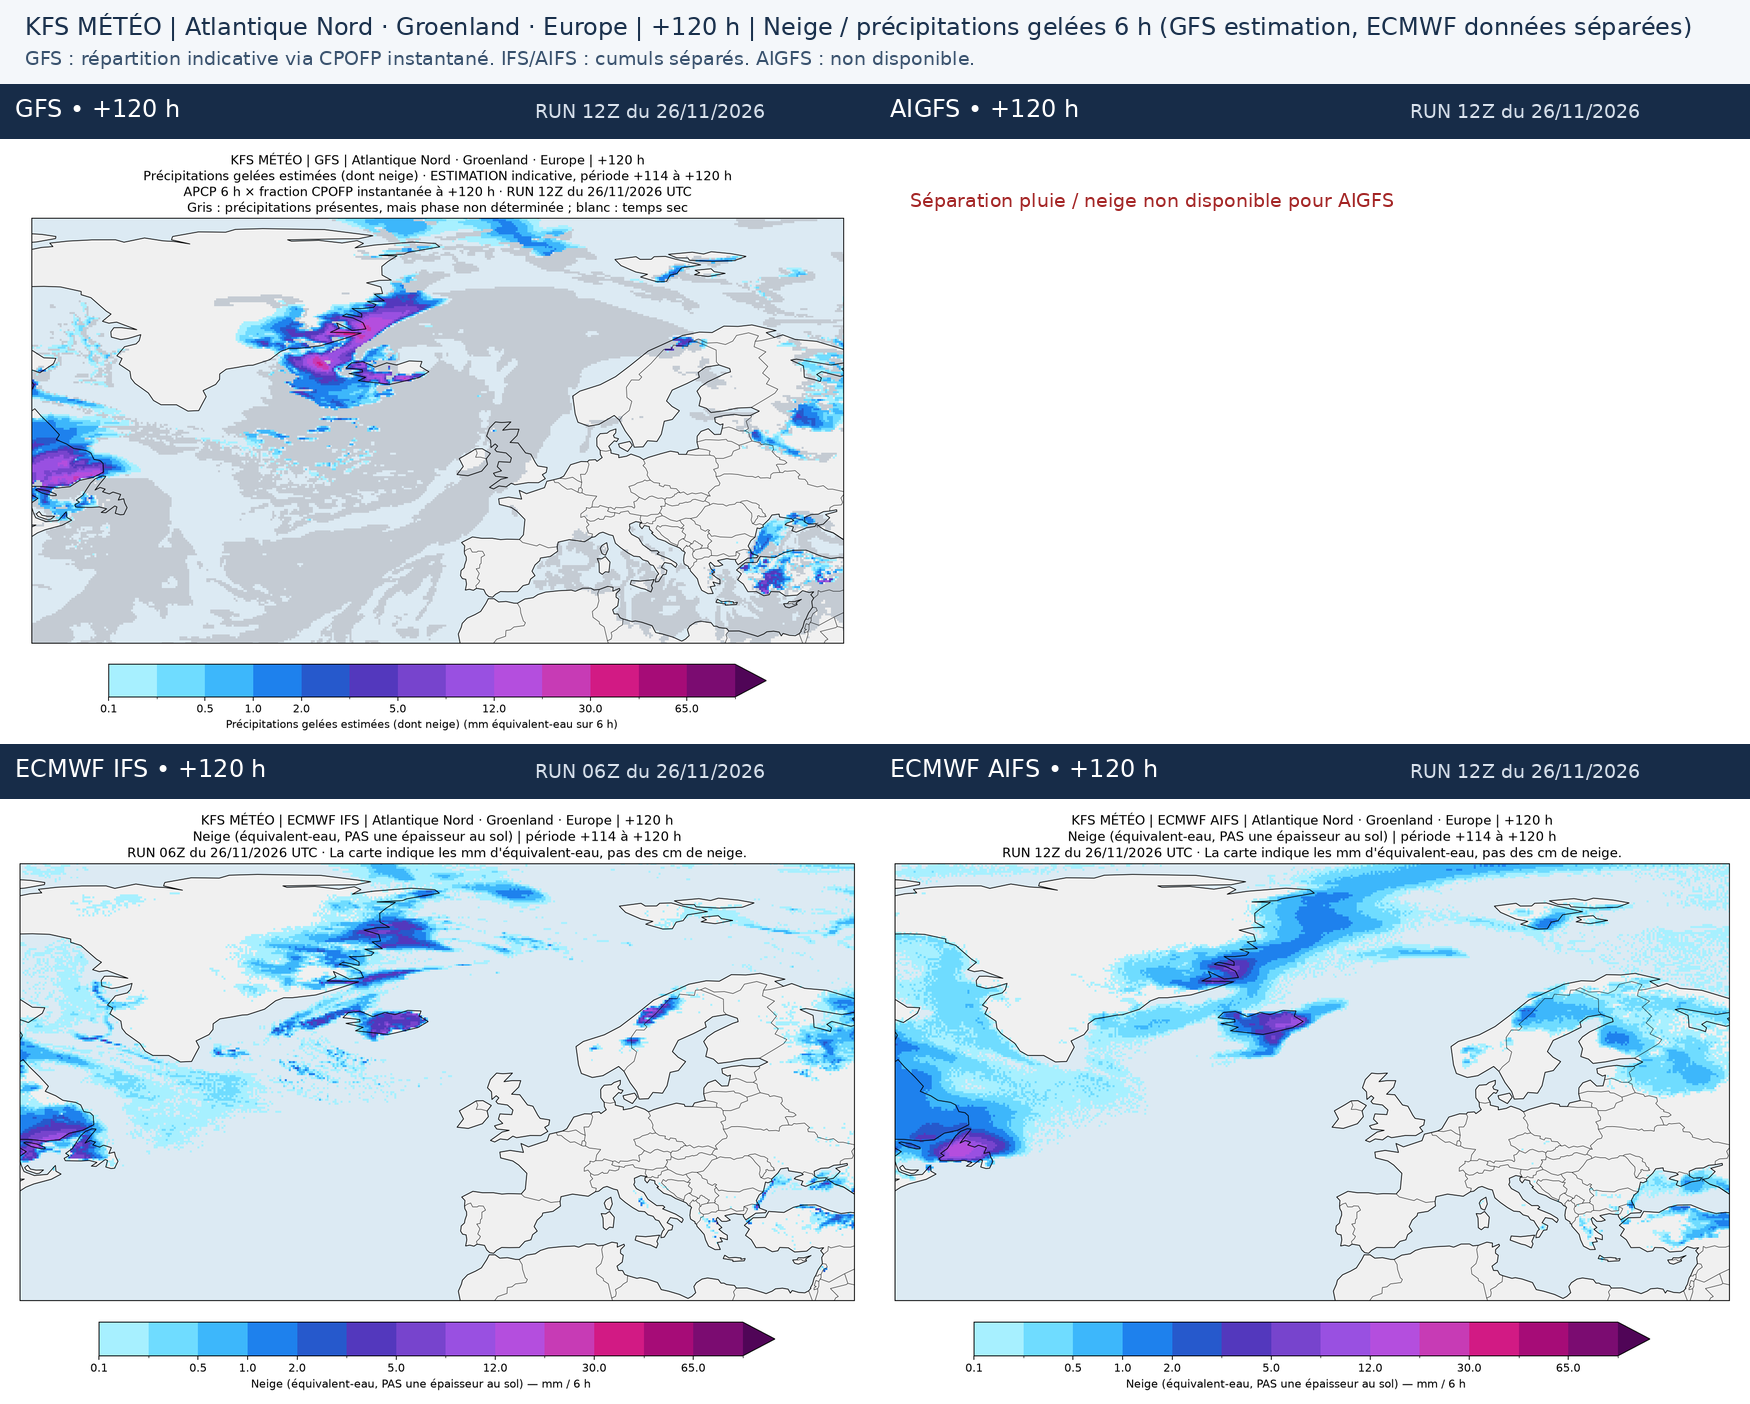 KFS MÉTÉO | Atlantique Nord · Groenland · Europe | +120 h | Neige / précipitations gelées 6 h (GFS estimation, ECMWF données séparées)
GFS : répartition indicative via CPOFP instantané. IFS/AIFS : cumuls séparés. AIGFS : non disponible.
GFS • +120 h
RUN 12Z du 26/11/2026
AIGFS • +120 h
RUN 12Z du 26/11/2026
KFS MÉTÉO | GFS | Atlantique Nord · Groenland · Europe | +120 h
Précipitations gelées estimées (dont neige) · ESTIMATION indicative, période +114 à +120 h
APCP 6 h × fraction CPOFP instantanée à +120 h · RUN 12Z du 26/11/2026 UTC
Gris : précipitations présentes, mais phase non déterminée ; blanc : temps sec
Séparation pluie / neige non disponible pour AIGFS
0.1 0.5 1.0 2.0 5.0 12.0 30.0 65.0
Précipitations gelées estimées (dont neige) (mm équivalent-eau sur 6 h)
ECMWF IFS • +120 h
RUN 06Z du 26/11/2026
ECMWF AIFS • +120 h
RUN 12Z du 26/11/2026
KFS MÉTÉO | ECMWF IFS | Atlantique Nord · Groenland · Europe | +120 h
Neige (équivalent-eau, PAS une épaisseur au sol) | période +114 à +120 h
RUN 06Z du 26/11/2026 UTC · La carte indique les mm d'équivalent-eau, pas des cm de neige.
KFS MÉTÉO | ECMWF AIFS | Atlantique Nord · Groenland · Europe | +120 h
Neige (équivalent-eau, PAS une épaisseur au sol) | période +114 à +120 h
RUN 12Z du 26/11/2026 UTC · La carte indique les mm d'équivalent-eau, pas des cm de neige.
0.1 0.5 1.0 2.0 5.0 12.0 30.0 65.0
Neige (équivalent-eau, PAS une épaisseur au sol) — mm / 6 h
0.1 0.5 1.0 2.0 5.0 12.0 30.0 65.0
Neige (équivalent-eau, PAS une épaisseur au sol) — mm / 6 h